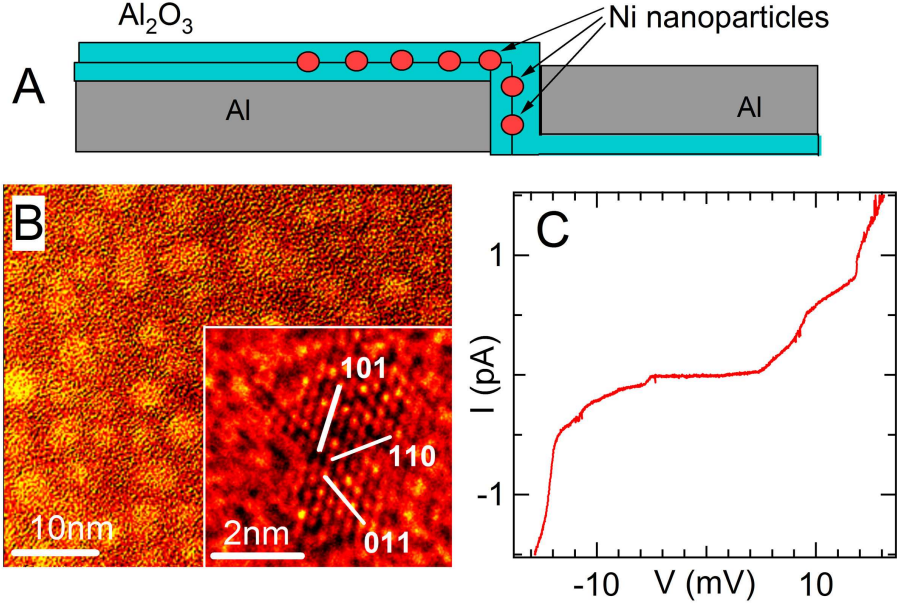 Al₂O₃
Ni nanoparticles
A
Al
Al
B
10nm
101
110
011
2nm
C
I (pA)
1
-1
-10
V (mV)
10